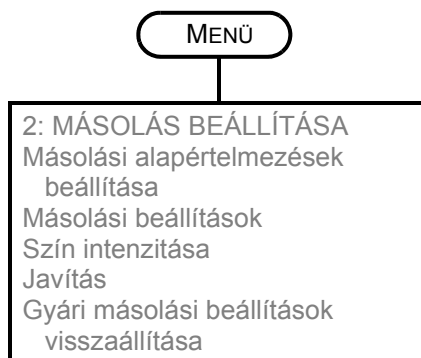 MENÜ
2: MÁSOLÁS BEÁLLÍTÁSA
Másolási alapértelmezések
beállítása
Másolási beállítások
Szín intenzitása
Javítás
Gyári másolási beállítások
visszaállítása